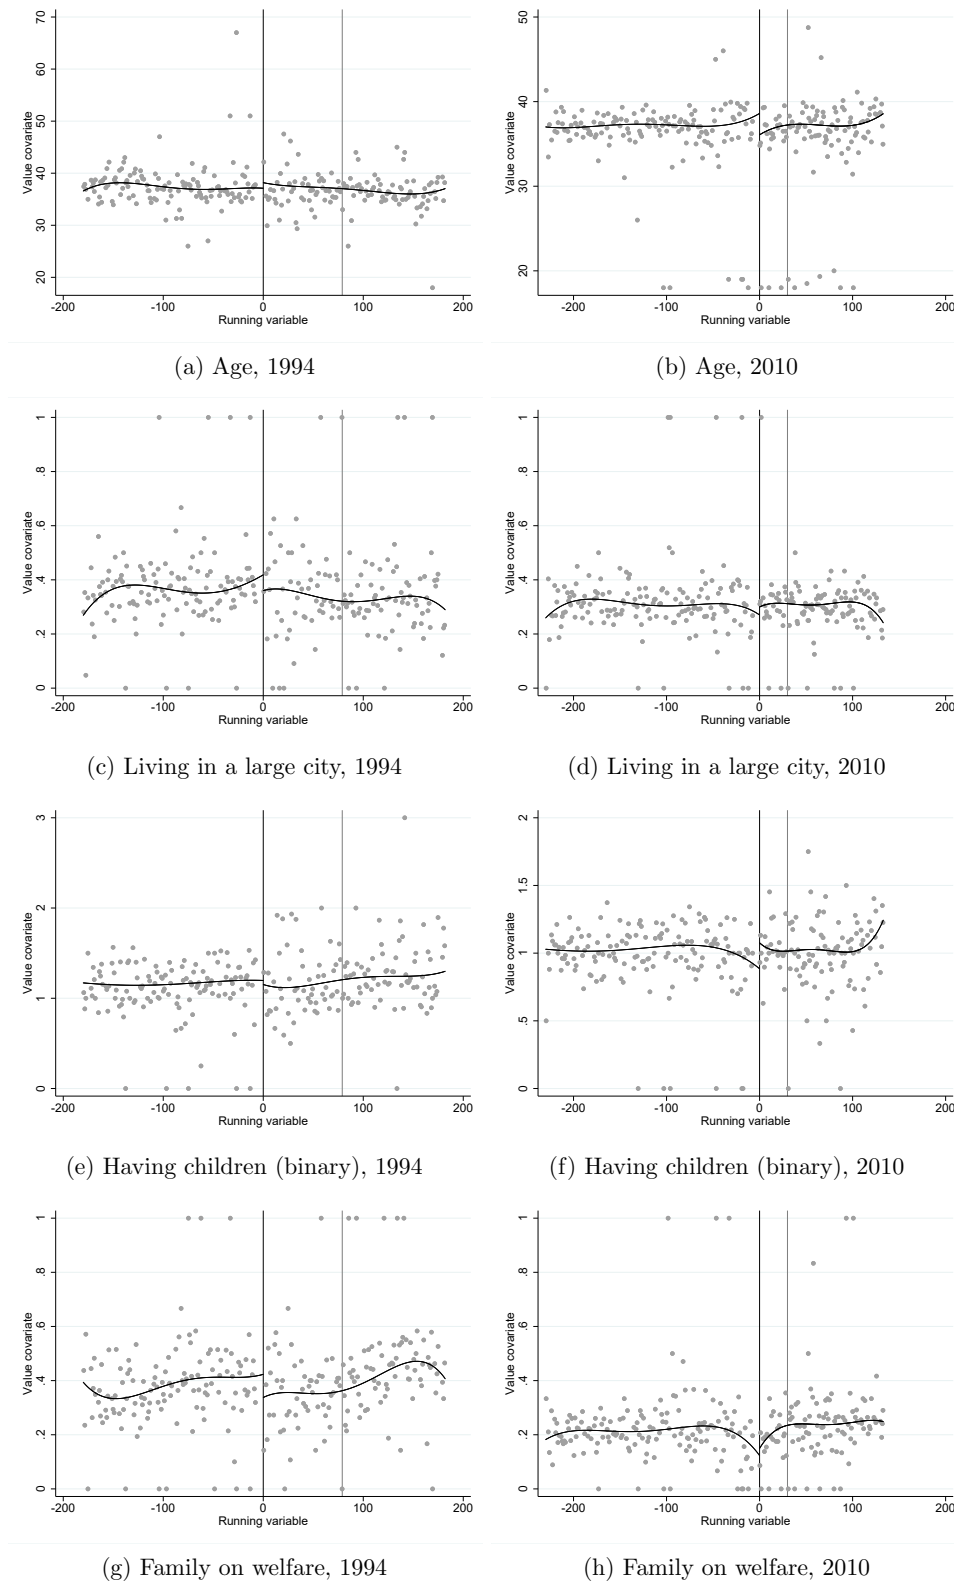 70
60
50
40
30
20
Value covariate
-200 -100 0 100 200
Running variable
(a) Age, 1994
50
40
30
20
Value covariate
-200 -100 0 100 200
Running variable
(b) Age, 2010
1
.8
.6
.4
.2
0
Value covariate
-200 -100 0 100 200
Running variable
(c) Living in a large city, 1994
1
.8
.6
.4
.2
0
Value covariate
-200 -100 0 100 200
Running variable
(d) Living in a large city, 2010
3
2
1
0
Value covariate
-200 -100 0 100 200
Running variable
(e) Having children (binary), 1994
2
1.5
1
.5
0
Value covariate
-200 -100 0 100 200
Running variable
(f) Having children (binary), 2010
1
.8
.6
.4
.2
0
Value covariate
-200 -100 0 100 200
Running variable
(g) Family on welfare, 1994
1
.8
.6
.4
.2
0
Value covariate
-200 -100 0 100 200
Running variable
(h) Family on welfare, 2010